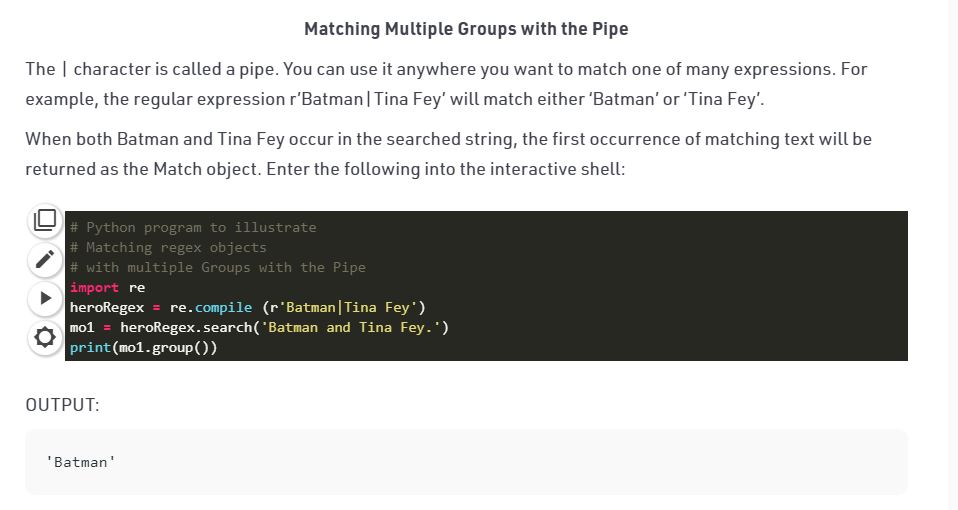 Matching Multiple Groups with the Pipe
The | character is called a pipe. You can use it anywhere you want to match one of many expressions. For
example, the regular expression r’Batman|Tina Fey’ will match either ‘Batman’ or ‘Tina Fey’.
When both Batman and Tina Fey occur in the searched string, the first occurrence of matching text will be
returned as the Match object. Enter the following into the interactive shell:
# Python program to illustrate
# Matching regex objects
# with multiple Groups with the Pipe
import re
heroRegex = re.compile (r'Batman|Tina Fey')
mo1 = heroRegex.search('Batman and Tina Fey.')
print(mo1.group())
OUTPUT:
'Batman'